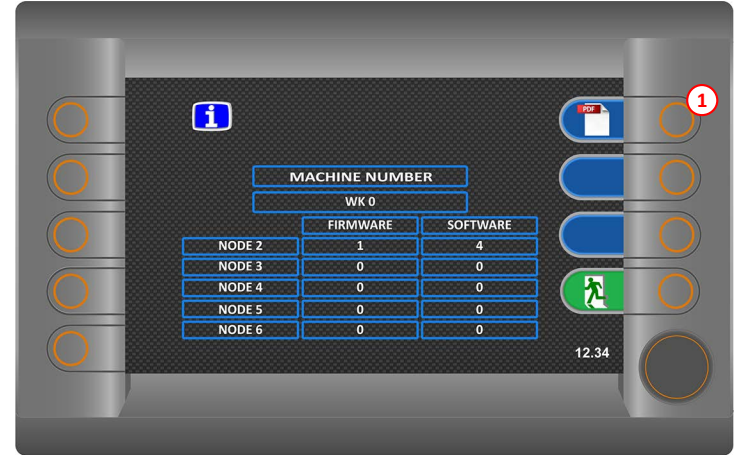 1
PDF
i
MACHINE NUMBER
WK 0
FIRMWARE SOFTWARE
NODE 2 1 4
NODE 3 0 0
NODE 4 0 0
NODE 5 0 0
NODE 6 0 0
12.34